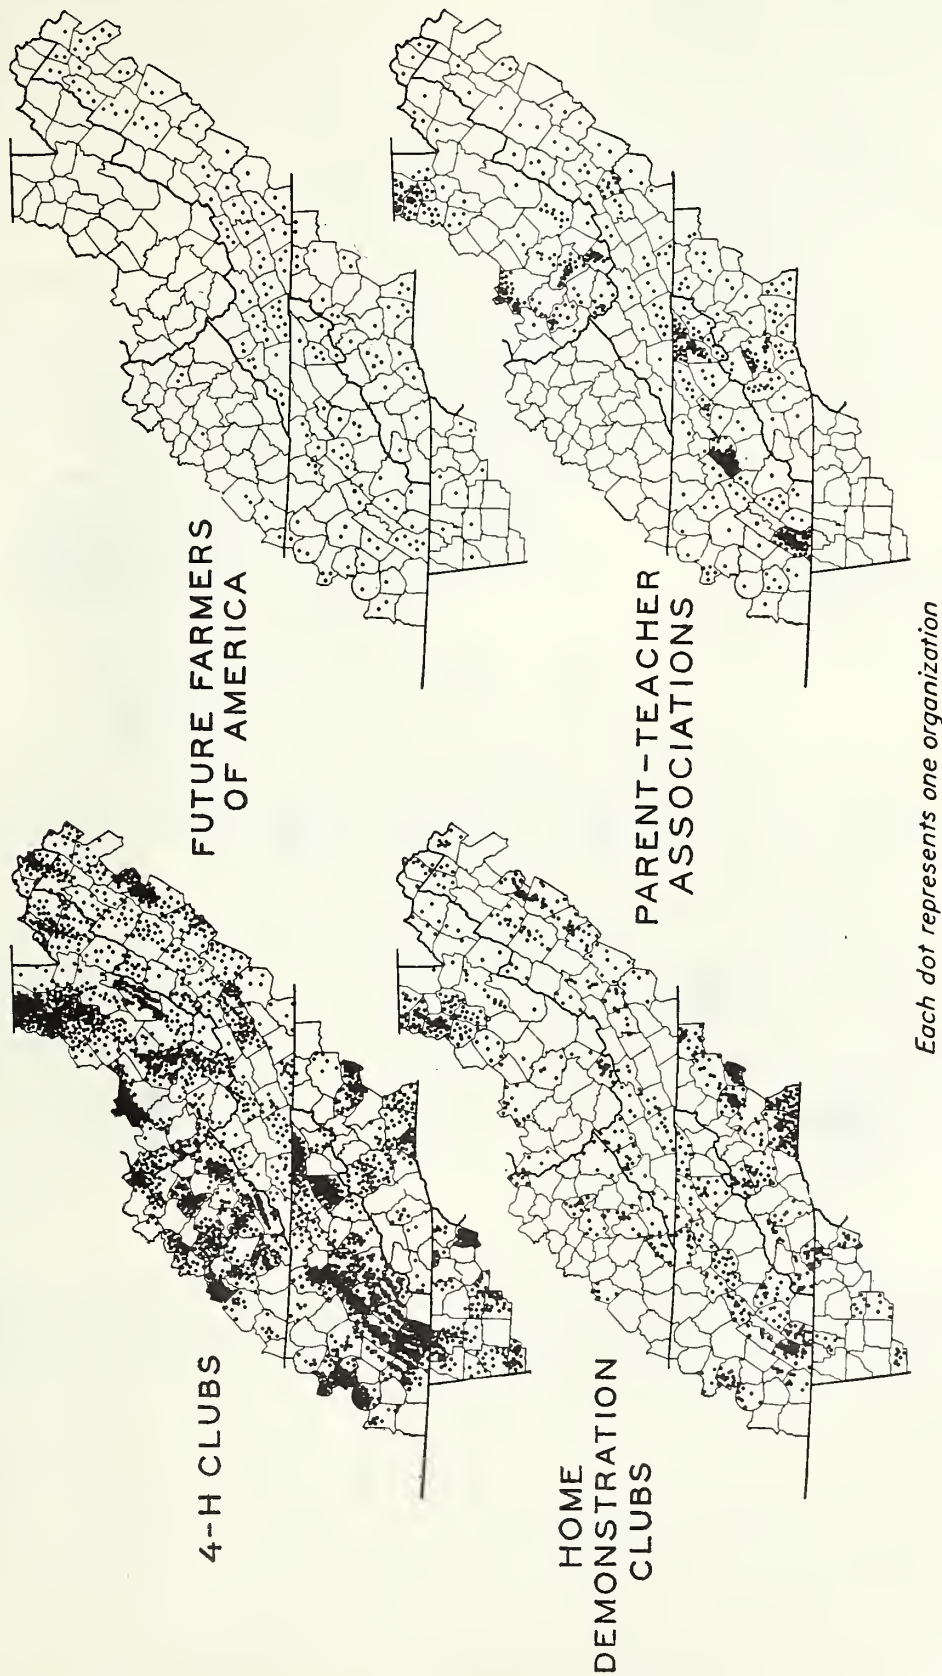 4-H CLUBS
FUTURE FARMERS
OF AMERICA
HOME
DEMONSTRATION
CLUBS
PARENT-TEACHER
ASSOCIATIONS
Each dot represents one organization